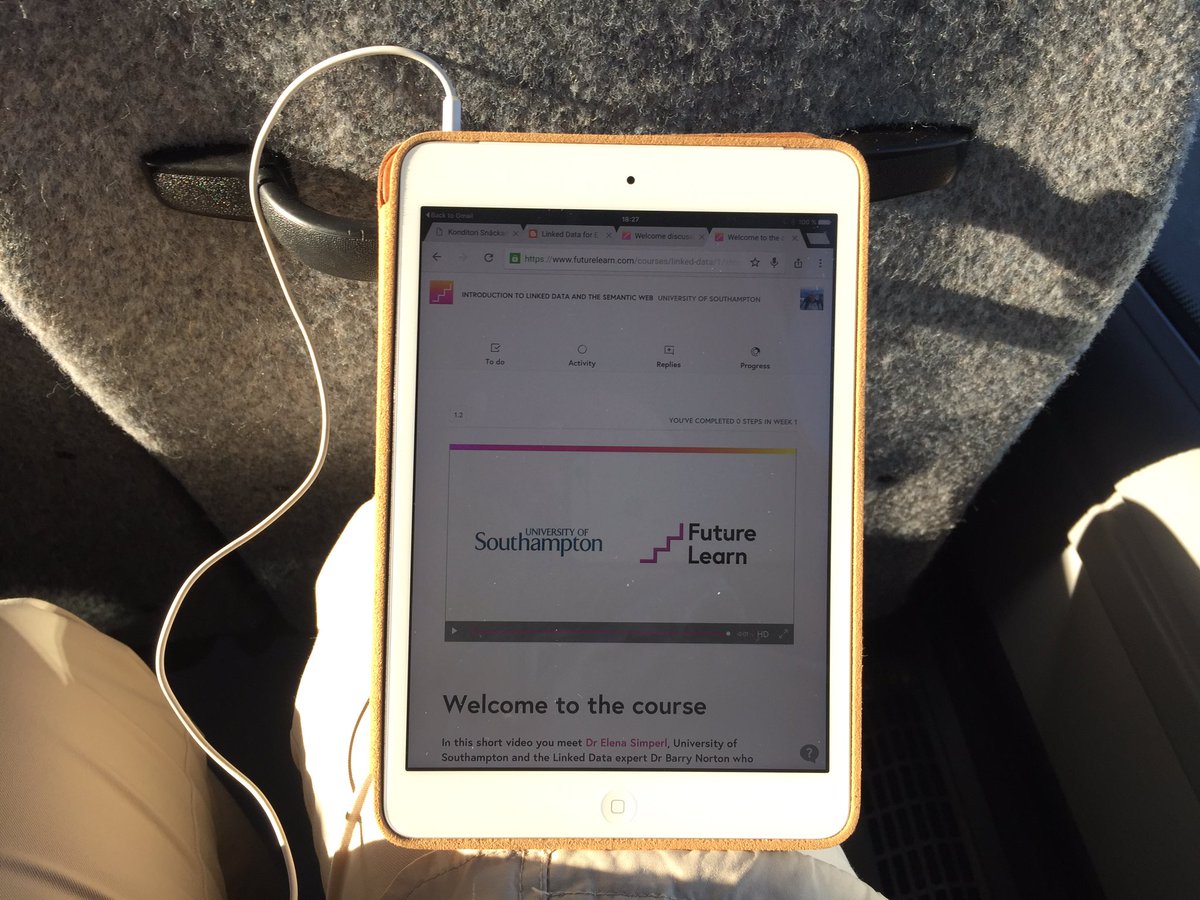 Back to Gmail 18:27 100 %
Konditori Snäckan Linked Data for E Welcome discus Welcome to the c
https://www.futurelearn.com/courses/linked-data/1/
INTRODUCTION TO LINKED DATA AND THE SEMANTIC WEB UNIVERSITY OF SOUTHAMPTON
To do Activity Replies Progress
1.2 YOU'VE COMPLETED 0 STEPS IN WEEK 1
UNIVERSITY OF
Southampton
Future
Learn
HD
Welcome to the course
In this short video you meet Dr Elena Simperl, University of
Southampton and the Linked Data expert Dr Barry Norton who
?